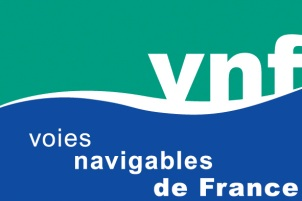 vnf
voies
navigables
de France